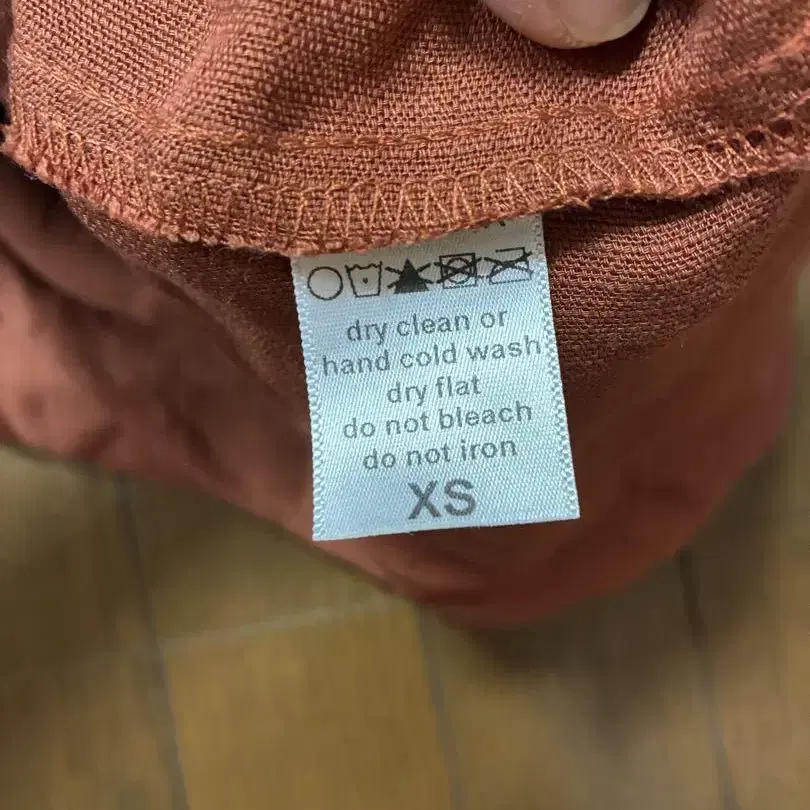 dry clean or
hand cold wash
dry flat
do not bleach
do not iron
XS